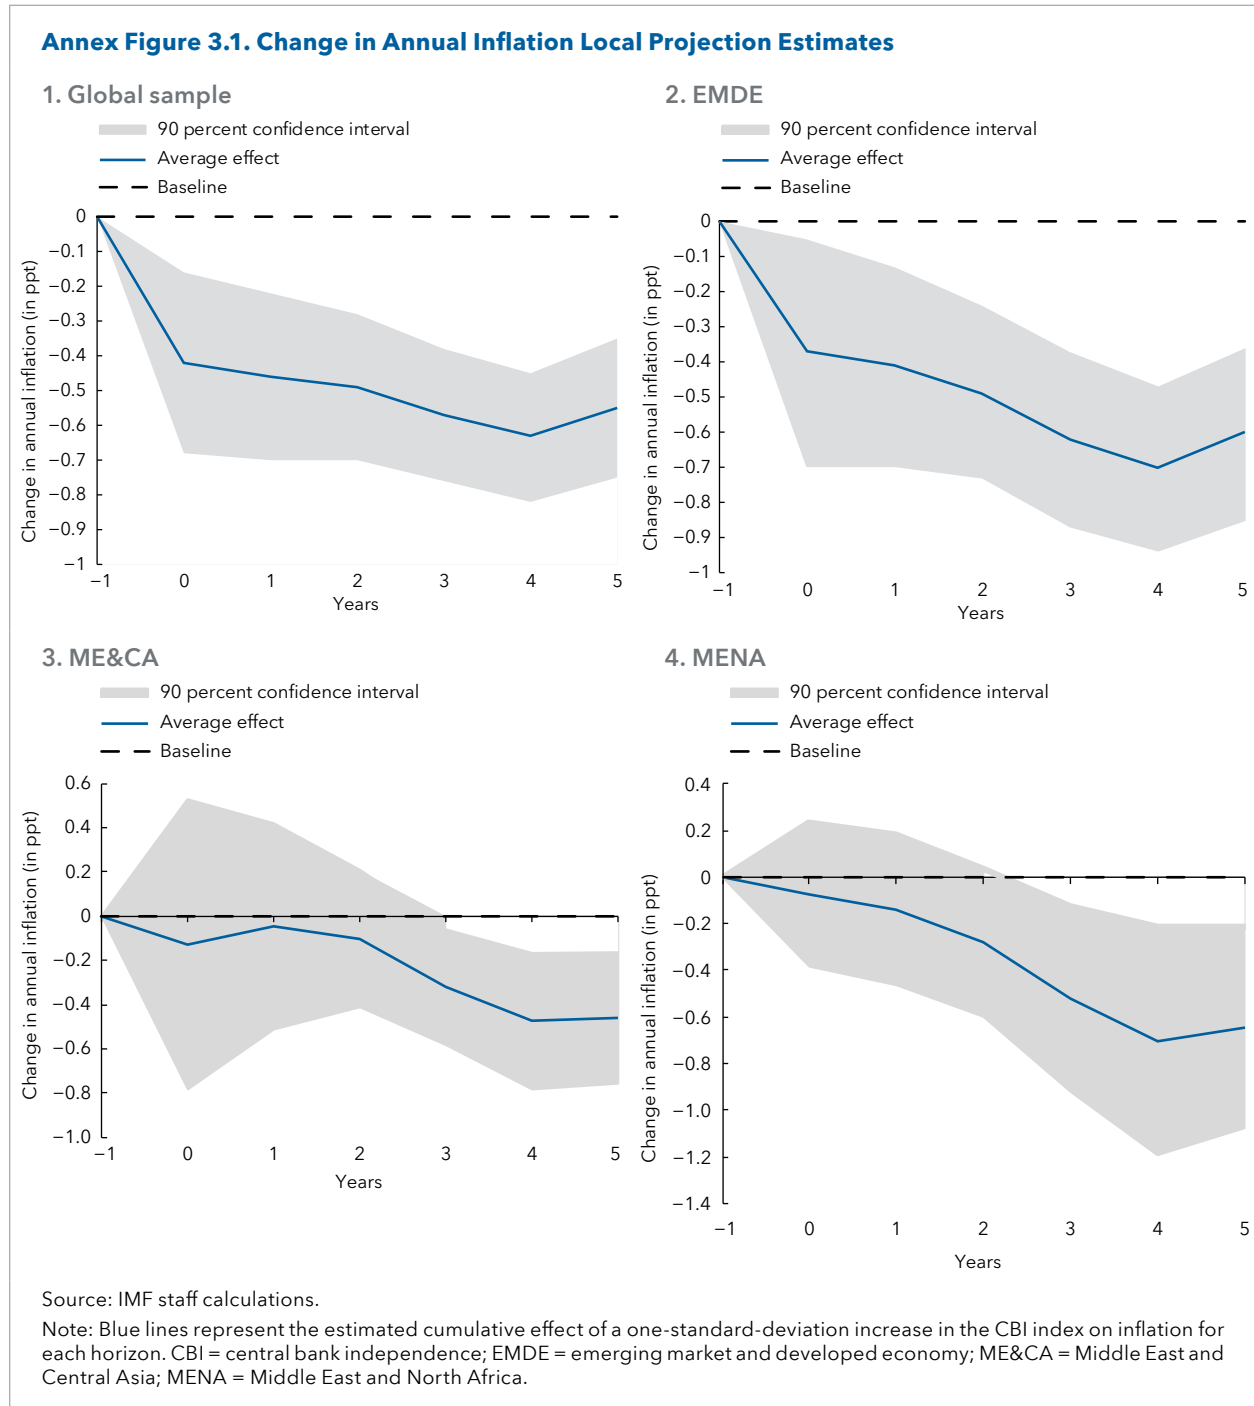 Annex Figure 3.1. Change in Annual Inflation Local Projection Estimates
1. Global sample
90 percent confidence interval
Average effect
Baseline
0
−0.1
−0.2
−0.3
−0.4
−0.5
−0.6
−0.7
−0.8
−0.9
−1
Change in annual inflation (in ppt)
−1 0 1 2 3 4 5
Years
2. EMDE
90 percent confidence interval
Average effect
Baseline
0
−0.1
−0.2
−0.3
−0.4
−0.5
−0.6
−0.7
−0.8
−0.9
−1
Change in annual inflation (in ppt)
−1 0 1 2 3 4 5
Years
3. ME&CA
90 percent confidence interval
Average effect
Baseline
0.6
0.4
0.2
0
−0.2
−0.4
−0.6
−0.8
−1.0
Change in annual inflation (in ppt)
−1 0 1 2 3 4 5
Years
4. MENA
90 percent confidence interval
Average effect
Baseline
0.4
0.2
0
−0.2
−0.4
−0.6
−0.8
−1.0
−1.2
−1.4
Change in annual inflation (in ppt)
−1 0 1 2 3 4 5
Years
Source: IMF staff calculations.
Note: Blue lines represent the estimated cumulative effect of a one-standard-deviation increase in the CBI index on inflation for
each horizon. CBI = central bank independence; EMDE = emerging market and developed economy; ME&CA = Middle East and
Central Asia; MENA = Middle East and North Africa.